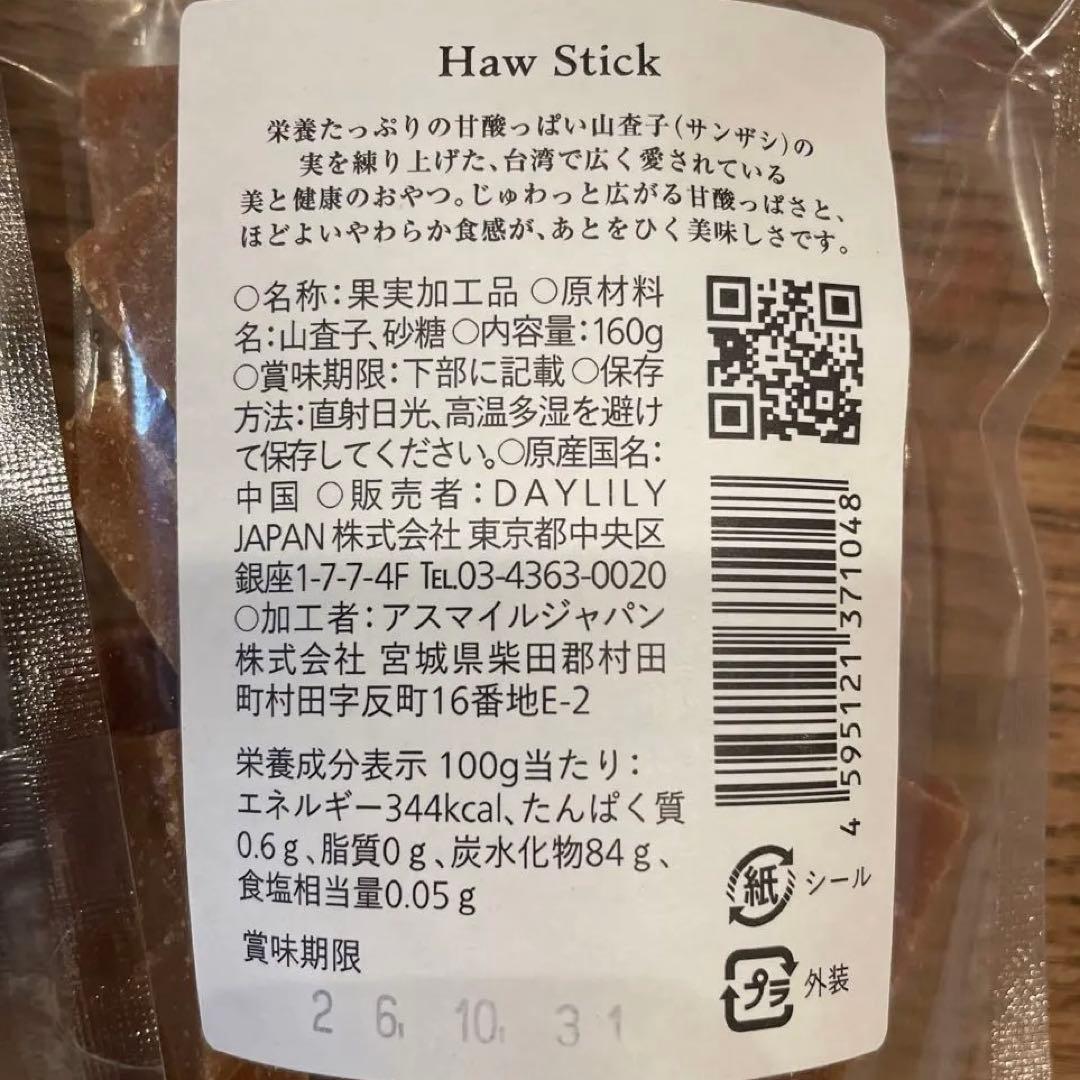 Haw Stick
栄養たっぷりの甘酸っぱい山査子(サンザシ)の
実を練り上げた、台湾で広く愛されている
美と健康のおやつ。じゅわっと広がる甘酸っぱさと、
ほどよいやわらか食感が、あとをひく美味しさです。
○名称:果実加工品 ○原材料
名:山査子、砂糖 ○内容量:160g
○賞味期限:下部に記載 ○保存
方法:直射日光、高温多湿を避け
て保存してください。○原産国名:
中国 ○販売者:DAYLILY
JAPAN 株式会社 東京都中央区
銀座1-7-7-4F TEL.03-4363-0020
○加工者:アスマイルジャパン
株式会社 宮城県柴田郡村田
町村田字反町16番地E-2
栄養成分表示 100g当たり:
エネルギー344kcal、たんぱく質
0.6g、脂質0g、炭水化物84g、
食塩相当量0.05g
賞味期限
26.10.31
4595121371048
紙 シール
プラ 外装